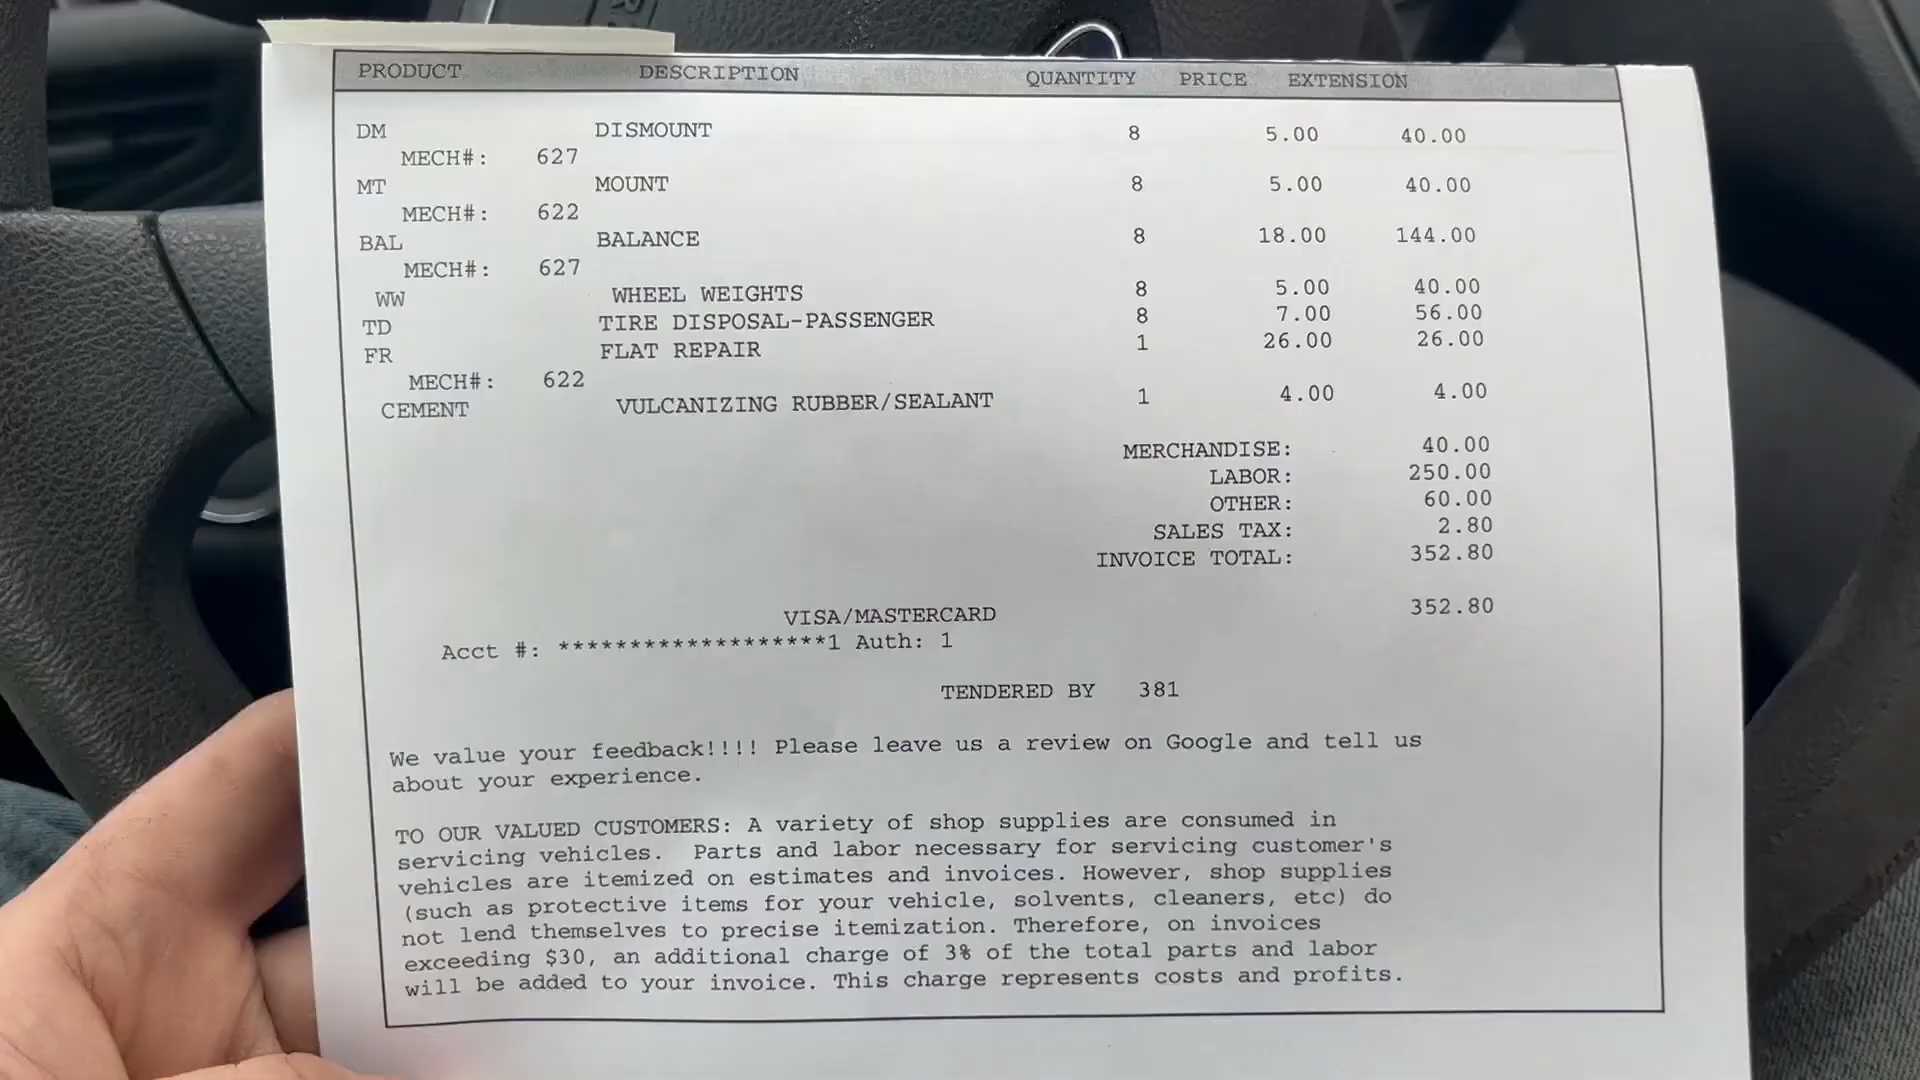 PRODUCT DESCRIPTION QUANTITY PRICE EXTENSION
DM DISMOUNT 8 5.00 40.00
MECH#: 627
MT MOUNT 8 5.00 40.00
MECH#: 622
BAL BALANCE 8 18.00 144.00
MECH#: 627
WW WHEEL WEIGHTS 8 5.00 40.00
TD TIRE DISPOSAL-PASSENGER 8 7.00 56.00
FR FLAT REPAIR 1 26.00 26.00
MECH#: 622
CEMENT VULCANIZING RUBBER/SEALANT 1 4.00 4.00
MERCHANDISE: 40.00
LABOR: 250.00
OTHER: 60.00
SALES TAX: 2.80
INVOICE TOTAL: 352.80
VISA/MASTERCARD 352.80
Acct #: *******************1 Auth: 1
TENDERED BY 381
We value your feedback!!!! Please leave us a review on Google and tell us
about your experience.
TO OUR VALUED CUSTOMERS: A variety of shop supplies are consumed in
servicing vehicles. Parts and labor necessary for servicing customer's
vehicles are itemized on estimates and invoices. However, shop supplies
(such as protective items for your vehicle, solvents, cleaners, etc) do
not lend themselves to precise itemization. Therefore, on invoices
exceeding $30, an additional charge of 3% of the total parts and labor
will be added to your invoice. This charge represents costs and profits.